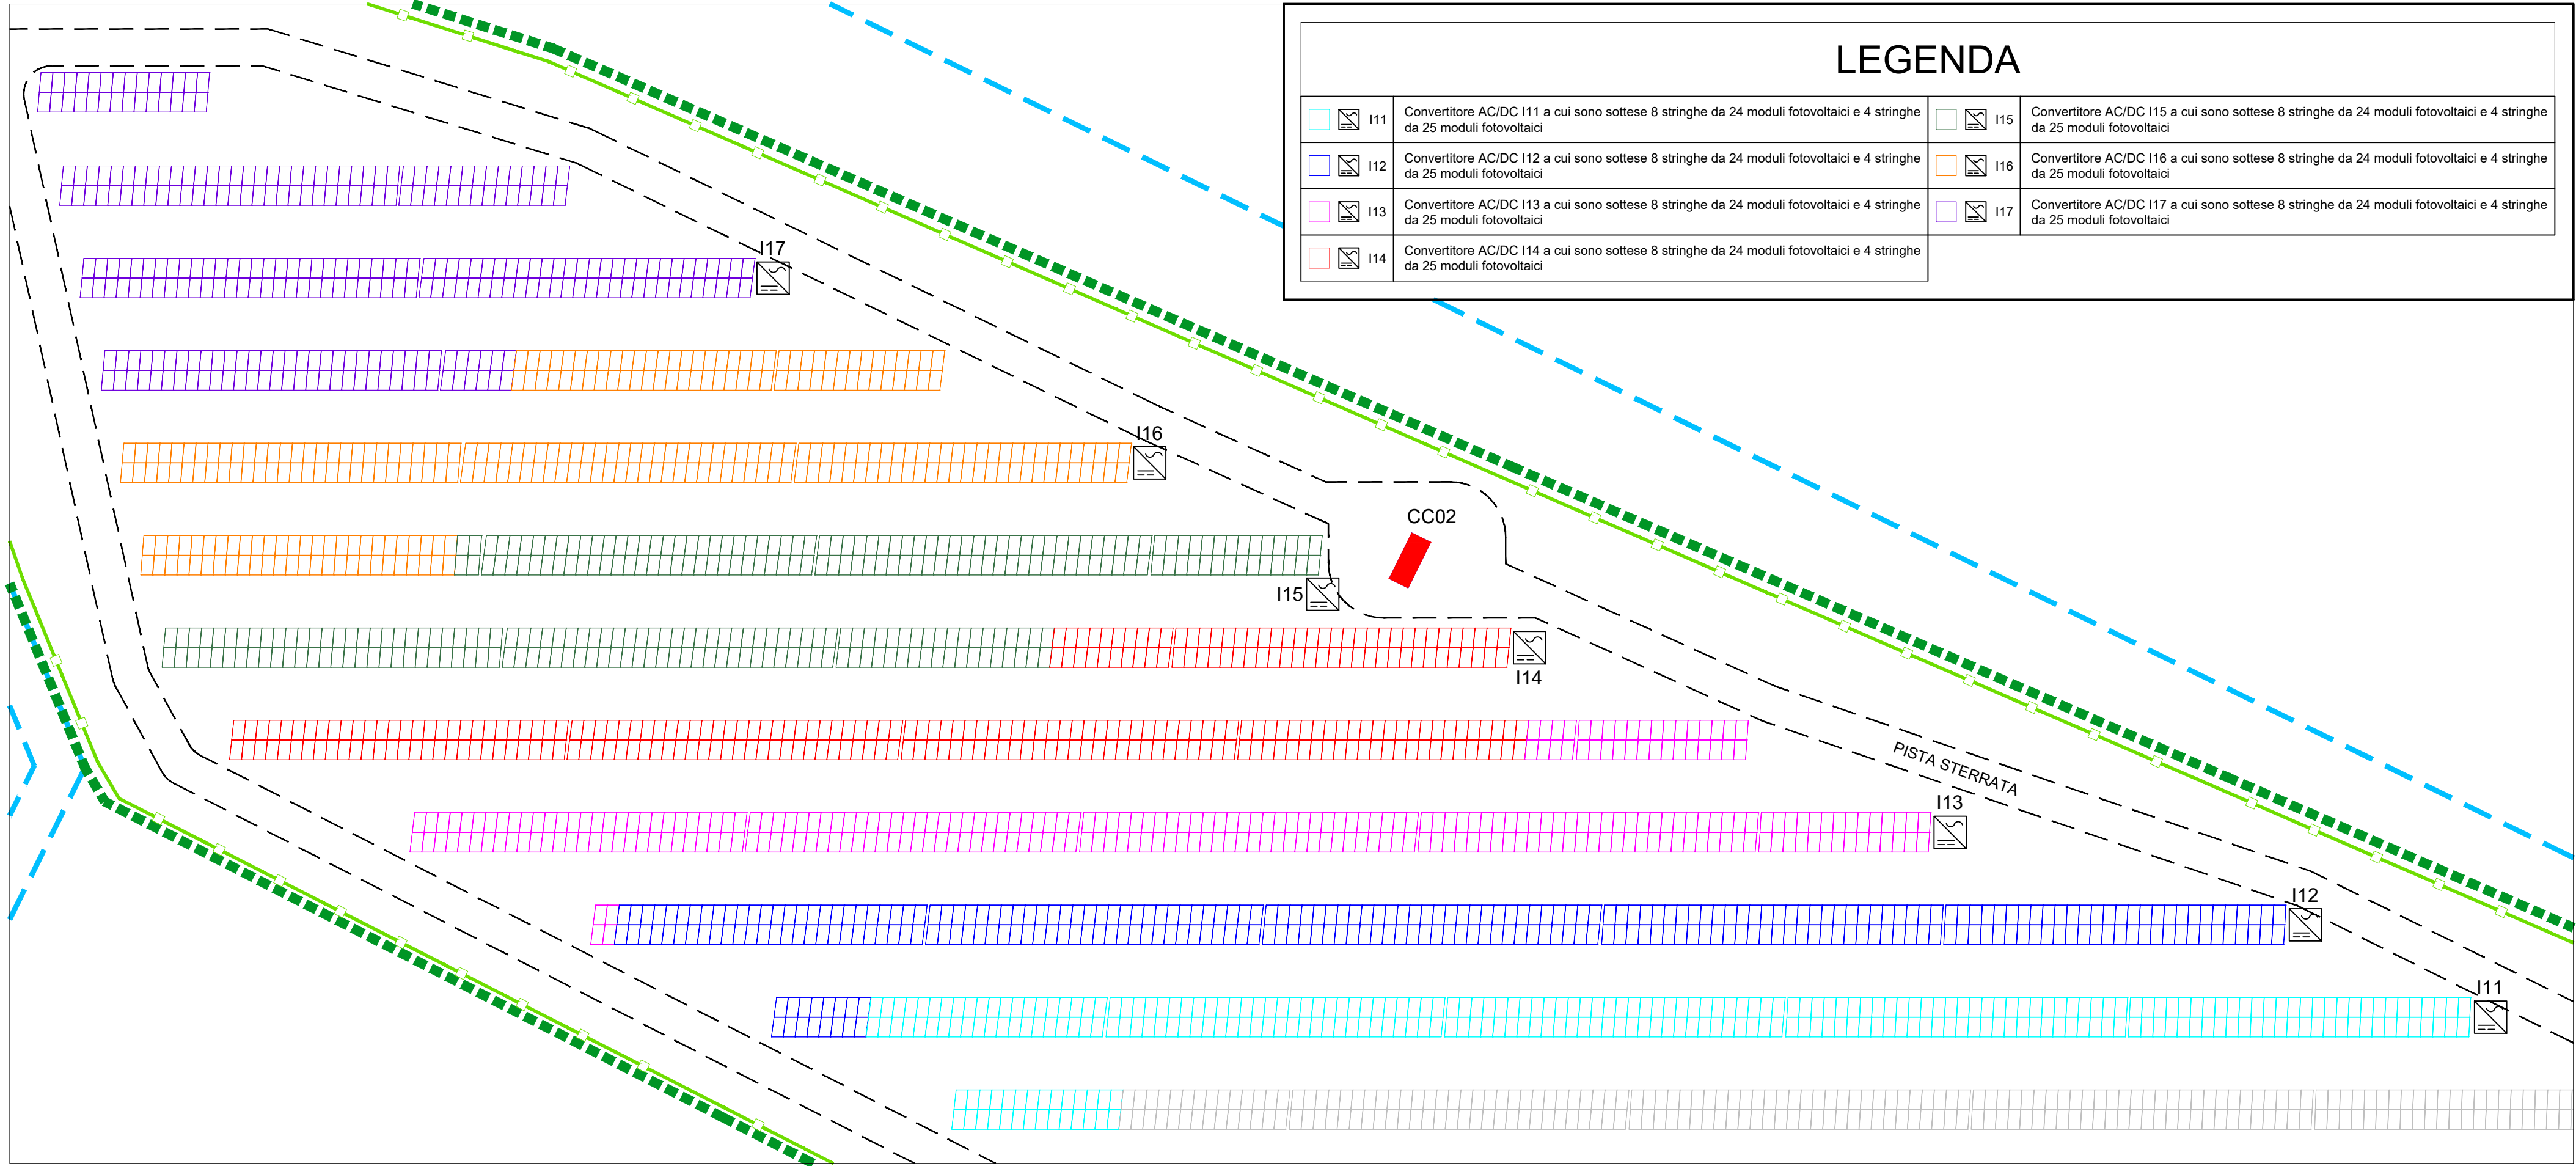 LEGENDA
I11
Convertitore AC/DC I11 a cui sono sottese 8 stringhe da 24 moduli fotovoltaici e 4 stringhe
da 25 moduli fotovoltaici
I15
Convertitore AC/DC I15 a cui sono sottese 8 stringhe da 24 moduli fotovoltaici e 4 stringhe
da 25 moduli fotovoltaici
I12
Convertitore AC/DC I12 a cui sono sottese 8 stringhe da 24 moduli fotovoltaici e 4 stringhe
da 25 moduli fotovoltaici
I16
Convertitore AC/DC I16 a cui sono sottese 8 stringhe da 24 moduli fotovoltaici e 4 stringhe
da 25 moduli fotovoltaici
I13
Convertitore AC/DC I13 a cui sono sottese 8 stringhe da 24 moduli fotovoltaici e 4 stringhe
da 25 moduli fotovoltaici
I17
Convertitore AC/DC I17 a cui sono sottese 8 stringhe da 24 moduli fotovoltaici e 4 stringhe
da 25 moduli fotovoltaici
I14
Convertitore AC/DC I14 a cui sono sottese 8 stringhe da 24 moduli fotovoltaici e 4 stringhe
da 25 moduli fotovoltaici
I17
I16
CC02
I15
I14
PISTA STERRATA
I13
I12
I11